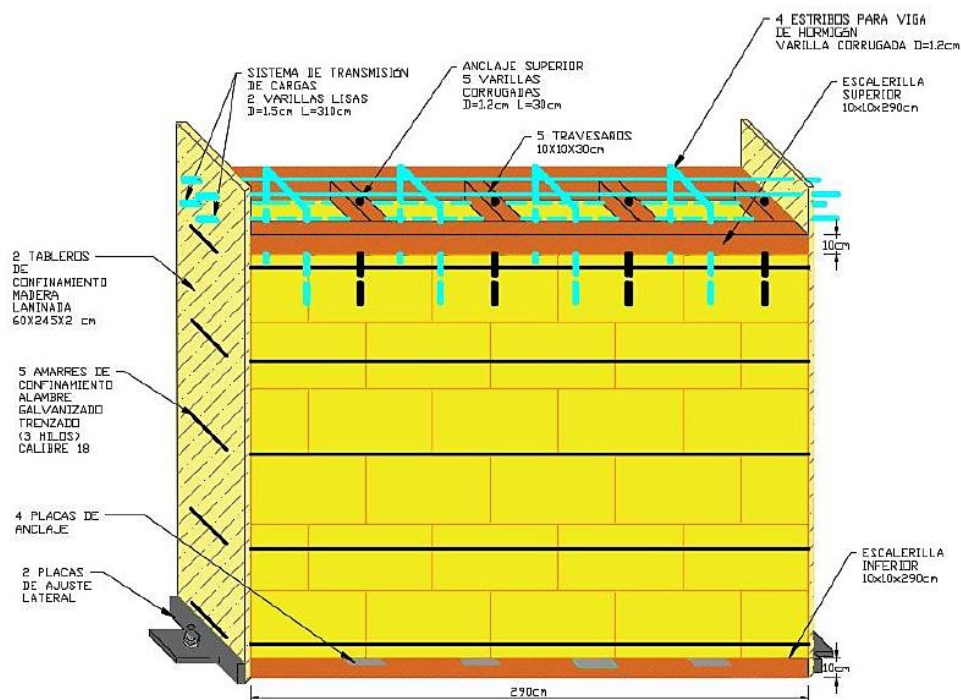 4 ESTRIBOS PARA VIGA
DE HORMIGÓN
VARILLA CORRUGADA D=1.2cm
SISTEMA DE TRANSMISIÓN
DE CARGAS
2 VARILLAS LISAS
D=1.5cm L=310cm
ANCLAJE SUPERIOR
5 VARILLAS
CORRUGADAS
D=1.2cm L=30cm
ESCALERILLA
SUPERIOR
10x10x290cm
5 TRAVESAÑOS
10X10X30cm
10cm
2 TABLEROS
DE
CONFINAMIENTO
MADERA
LAMINADA
60X245X2 cm
5 AMARRES DE
CONFINAMIENTO
ALAMBRE
GALVANIZADO
TRENZADO
(3 HILOS)
CALIBRE 18
4 PLACAS DE
ANCLAJE
2 PLACAS
DE AJUSTE
LATERAL
ESCALERILLA
INFERIOR
10x10x290cm
10cm
290cm